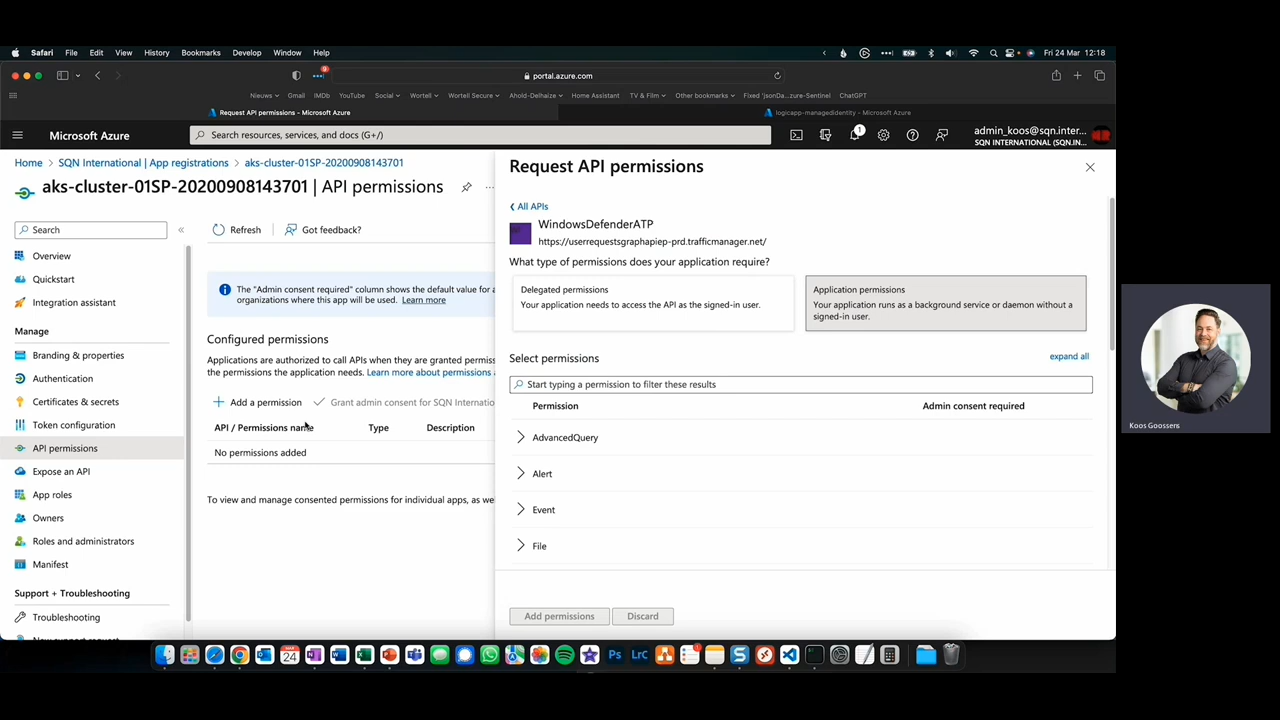 Safari File Edit View History Bookmarks Develop Window Help Fri 24 Mar 12:18
portal.azure.com
Nieuws Gmail IMDb YouTube Social Wortell Wortell Secure Ahold-Delhaize Home Assistant TV & Film Other bookmarks Fixed 'jsonDa...zure-Sentinel ChatGPT
Request API permissions - Microsoft Azure
logicapp-managedidentity - Microsoft Azure
Microsoft Azure
Search resources, services, and docs (G+/)
1
admin_koos@sqn.inter...
SQN INTERNATIONAL (SQN.IN...
Home > SQN International | App registrations > aks-cluster-01SP-20200908143701
aks-cluster-01SP-20200908143701 | API permissions
Search
Overview
Quickstart
Integration assistant
Manage
Branding & properties
Authentication
Certificates & secrets
Token configuration
API permissions
Expose an API
App roles
Owners
Roles and administrators
Manifest
Support + Troubleshooting
Troubleshooting
Refresh
Got feedback?
The "Admin consent required" column shows the default value for a
organizations where this app will be used. Learn more
Configured permissions
Applications are authorized to call APIs when they are granted permis
the permissions the application needs. Learn more about permissions
Add a permission
Grant admin consent for SQN Internatio
API / Permissions name Type Description
No permissions added
To view and manage consented permissions for individual apps, as we
Request API permissions
All APIs
WindowsDefenderATP
https://userrequestsgraphapiep-prd.trafficmanager.net/
What type of permissions does your application require?
Delegated permissions
Your application needs to access the API as the signed-in user.
Application permissions
Your application runs as a background service or daemon without a
signed-in user.
Select permissions
expand all
Start typing a permission to filter these results
Permission Admin consent required
AdvancedQuery
Alert
Event
File
Add permissions
Discard
Koos Goossens